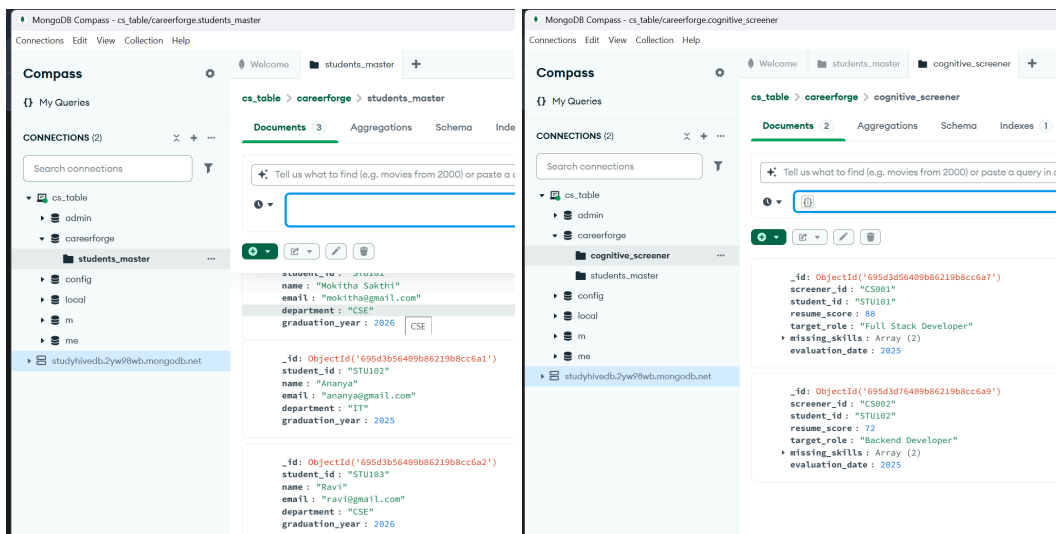 MongoDB Compass - cs_table/careerforge.students_master
Connections Edit View Collection Help
Compass
{} My Queries
CONNECTIONS (2)
Search connections
cs_table
admin
careerforge
students_master
config
local
m
me
studyhivedb.2yw98wb.mongodb.net
Welcome
students_master
cs_table > careerforge > students_master
Documents 3 Aggregations Schema Inde
Tell us what to find (e.g. movies from 2000) or paste a
student_id : "STU101"
name : "Mokitha Sakthi"
email : "mokitha@gmail.com"
department : "CSE"
graduation_year : 2026
CSE
_id: ObjectId('695d3b56409b86219b8cc6a1')
student_id : "STU102"
name : "Ananya"
email : "ananya@gmail.com"
department : "IT"
graduation_year : 2025
_id: ObjectId('695d3b56409b86219b8cc6a2')
student_id : "STU103"
name : "Ravi"
email : "ravi@gmail.com"
department : "CSE"
graduation_year : 2026
MongoDB Compass - cs_table/careerforge.cognitive_screener
Connections Edit View Collection Help
Compass
{} My Queries
CONNECTIONS (2)
Search connections
cs_table
admin
careerforge
cognitive_screener
students_master
config
local
m
me
studyhivedb.2yw98wb.mongodb.net
Welcome
students_master
cognitive_screener
cs_table > careerforge > cognitive_screener
Documents 2 Aggregations Schema Indexes 1
Tell us what to find (e.g. movies from 2000) or paste a query in
{}
_id: ObjectId('695d3d56409b86219b8cc6a7')
screener_id : "CS001"
student_id : "STU101"
resume_score : 88
target_role : "Full Stack Developer"
missing_skills : Array (2)
evaluation_date : 2025
_id: ObjectId('695d3d76409b86219b8cc6a9')
screener_id : "CS002"
student_id : "STU102"
resume_score : 72
target_role : "Backend Developer"
missing_skills : Array (2)
evaluation_date : 2025